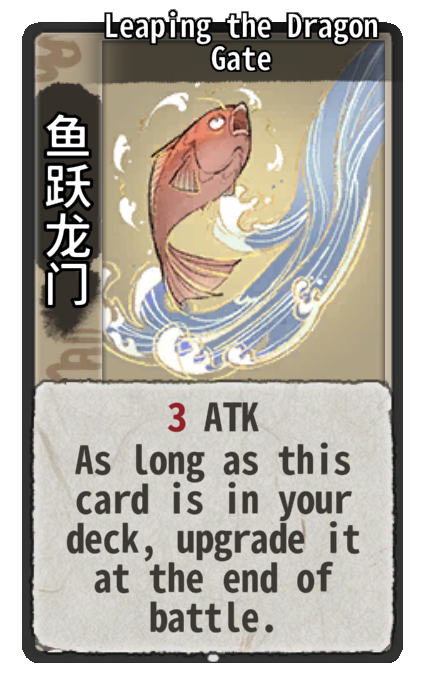 Leaping the Dragon
Gate
鱼跃龙门
3 ATK
As long as this
card is in your
deck, upgrade it
at the end of
battle.